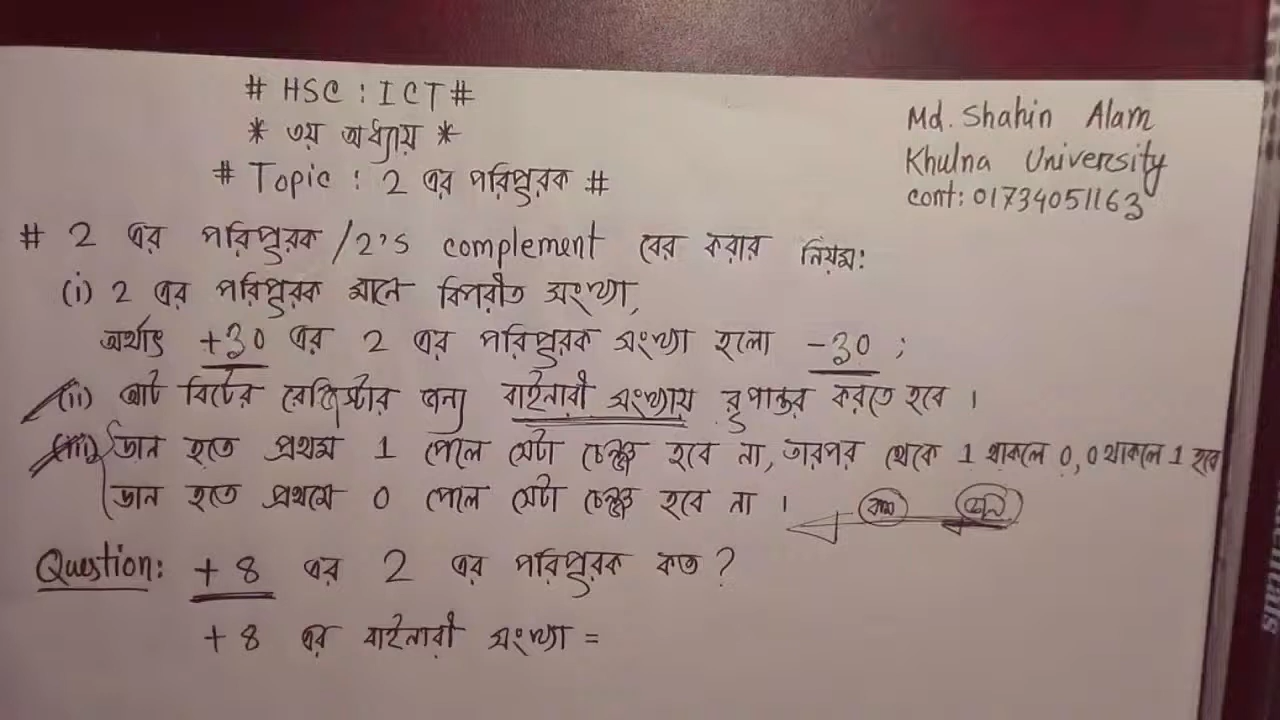 # HSC : ICT #
* ৩য় অধ্যায় *
# Topic : 2 এর পরিপুরক #
Md. Shahin Alam
Khulna University
cont: 01734051163
# 2 এর পরিপুরক / 2's complement বের করার নিয়ম:
(i) 2 এর পরিপুরক মানে বিপরীত সংখ্যা,
অর্থাৎ +30 এর 2 এর পরিপুরক সংখ্যা হলো -30 ;
(ii) আট বিটের রেজিস্টার জন্য বাইনারী সংখ্যায় রুপান্তর করতে হবে ।
(iii) ডান হতে প্রথম 1 পেলে সেটা চেঞ্জ হবে না, তারপর থেকে 1 থাকলে 0, 0 থাকলে 1 হবে
ডান হতে প্রথমে 0 পেলে সেটা চেঞ্জ হবে না ।
বাম ডান
Question: +8 এর 2 এর পরিপুরক কত ?
+8 এর বাইনারী সংখ্যা =